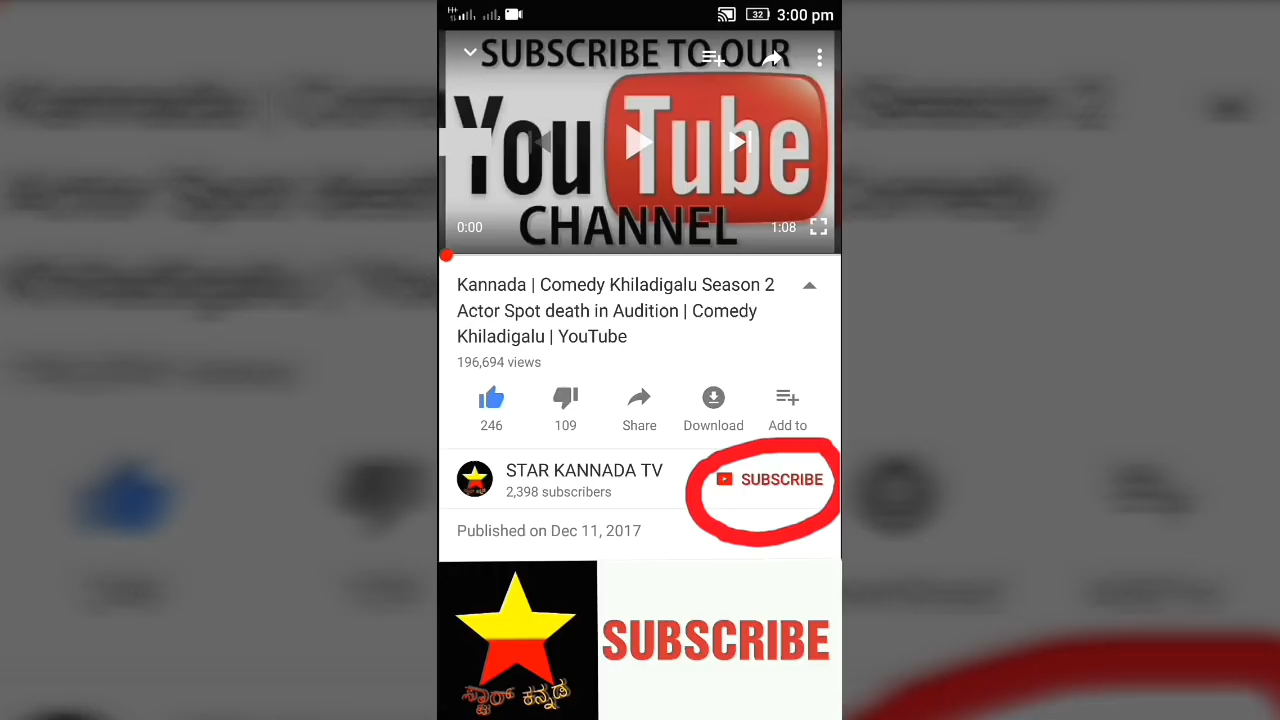 H+
32
3:00 pm
SUBSCRIBE TO OUR
YouTube
CHANNEL
0:00
1:08
Kannada | Comedy Khiladigalu Season 2
Actor Spot death in Audition | Comedy
Khiladigalu | YouTube
196,694 views
246
109
Share
Download
Add to
STAR KANNADA TV
SUBSCRIBE
2,398 subscribers
Published on Dec 11, 2017
SUBSCRIBE
ಸ್ಟಾರ್ ಕನ್ನಡ